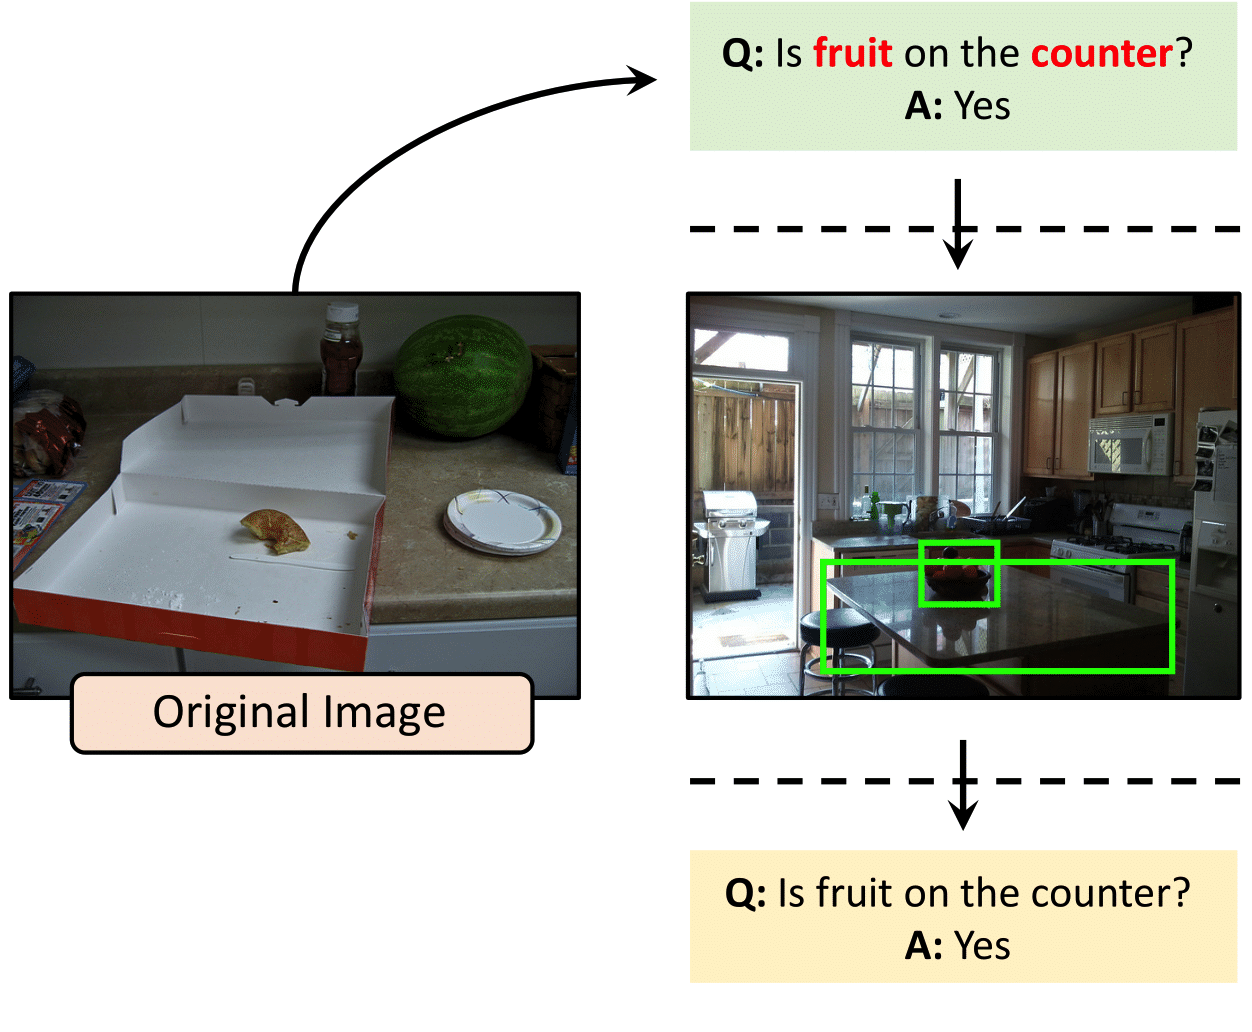 Q: Is fruit on the counter?
A: Yes
Original Image
Q: Is fruit on the counter?
A: Yes